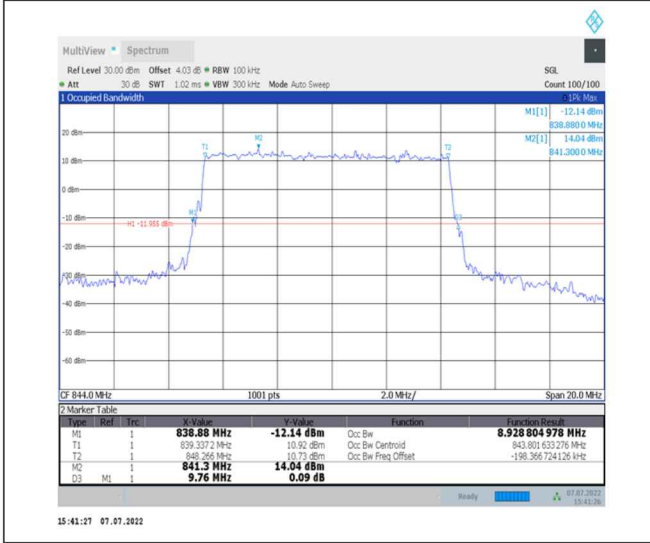 MultiView Spectrum
Ref Level 30.00 dBm Offset 4.03 dB RBW 100 kHz SGL
Att 30 dB SWT 1.02 ms VBW 300 kHz Mode Auto Sweep Count 100/100
1 Occupied Bandwidth 1Pk Max
M1[1] -12.14 dBm
838.8800 MHz
M2[1] 14.04 dBm
841.3000 MHz
20 dBm
M2
T1 T2
10 dBm
0 dBm
-10 dBm
M1 D3
H1 -11.955 dBm
-20 dBm
-30 dBm
-40 dBm
-50 dBm
-60 dBm
CF 844.0 MHz 1001 pts 2.0 MHz/ Span 20.0 MHz
2 Marker Table
Type Ref Trc X-Value Y-Value Function Function Result
M1 1 838.88 MHz -12.14 dBm Occ Bw 8.928 804 978 MHz
T1 1 839.3372 MHz 10.92 dBm Occ Bw Centroid 843.801 633 276 MHz
T2 1 848.266 MHz 10.73 dBm Occ Bw Freq Offset -198.366 724 126 kHz
M2 1 841.3 MHz 14.04 dBm
D3 M1 1 9.76 MHz 0.09 dB
Ready 07.07.2022
15:41:26
15:41:27 07.07.2022